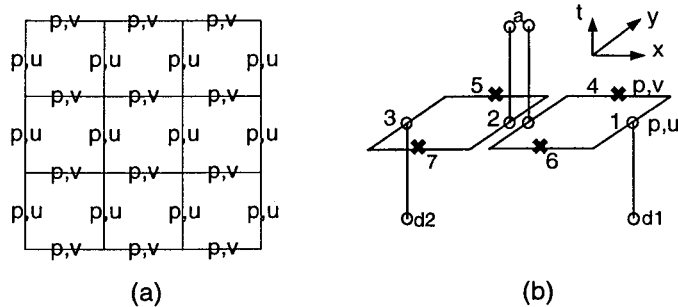 p,v p,v p,v
p,u p,u p,u p,u
p,v p,v p,v
p,u p,u p,u p,u
p,v p,v p,v
p,u p,u p,u p,u
p,v p,v p,v
(a)
a t y x
5 4 p,v
3 2 1 p,u
7 6
d2 d1
(b)